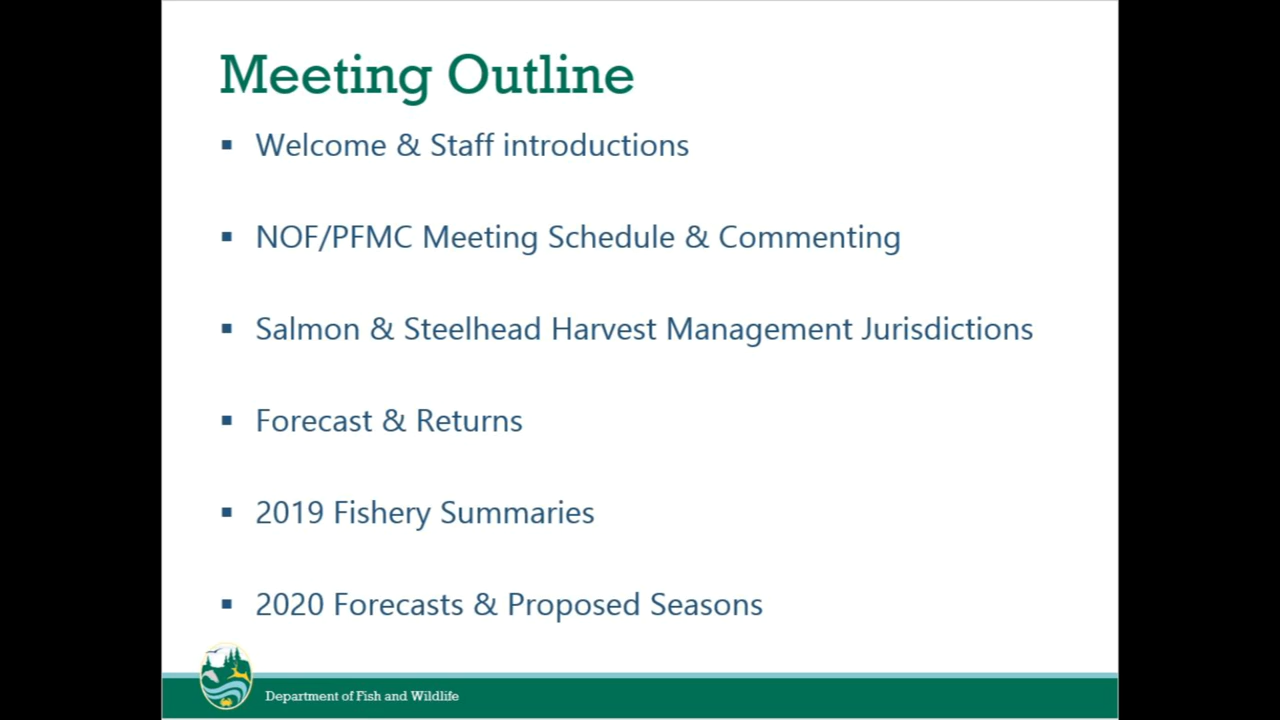 Meeting Outline
▪ Welcome & Staff introductions
▪ NOF/PFMC Meeting Schedule & Commenting
▪ Salmon & Steelhead Harvest Management Jurisdictions
▪ Forecast & Returns
▪ 2019 Fishery Summaries
▪ 2020 Forecasts & Proposed Seasons
Department of Fish and Wildlife